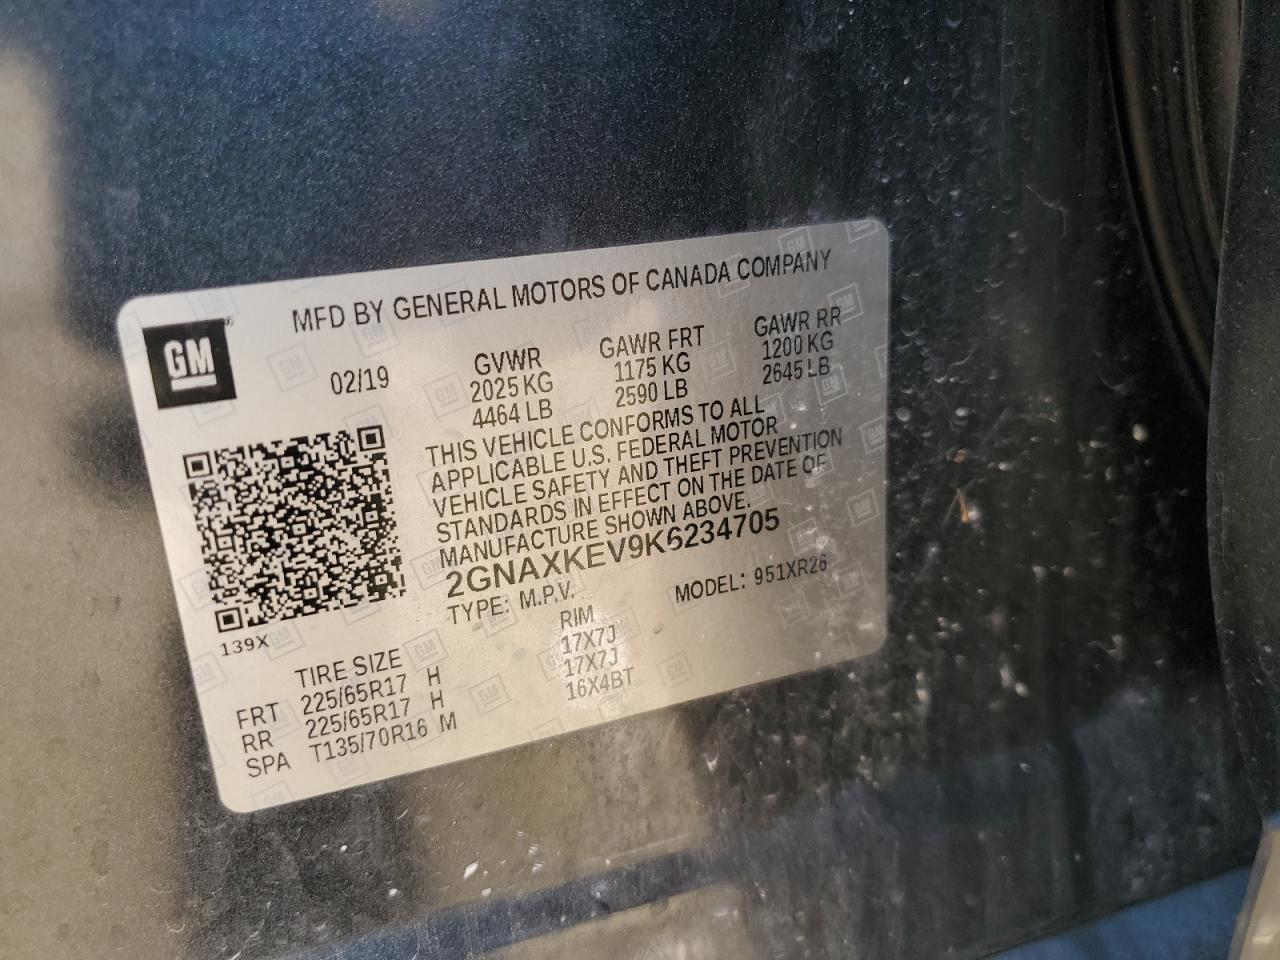 MFD BY GENERAL MOTORS OF CANADA COMPANY
GM
02/19
GVWR GAWR FRT GAWR RR
2025 KG 1175 KG 1200 KG
4464 LB 2590 LB 2645 LB
THIS VEHICLE CONFORMS TO ALL
APPLICABLE U.S. FEDERAL MOTOR
VEHICLE SAFETY AND THEFT PREVENTION
STANDARDS IN EFFECT ON THE DATE OF
MANUFACTURE SHOWN ABOVE.
2GNAXKEV9K6234705
TYPE: M.P.V. MODEL: 951XR26
139X
TIRE SIZE RIM
FRT 225/65R17 H 17X7J
RR 225/65R17 H 17X7J
SPA T135/70R16 M 16X4BT